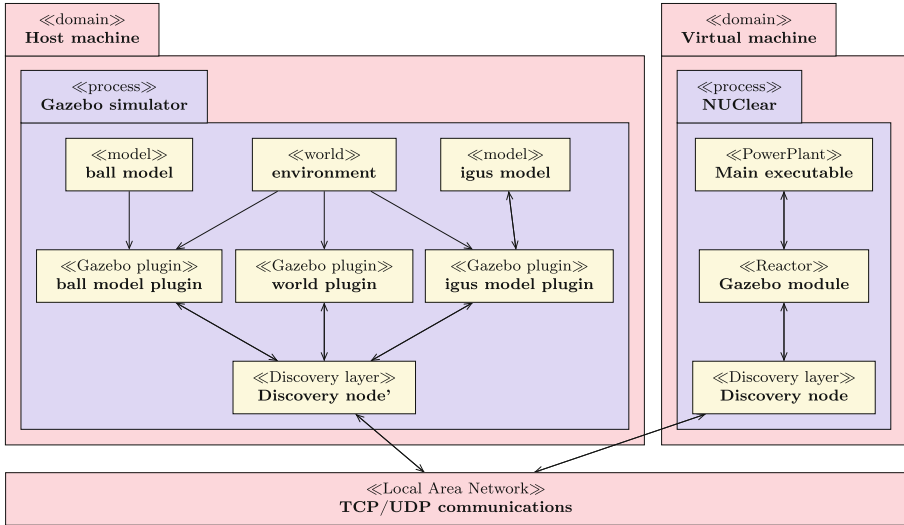 ≪domain≫
Host machine
≪domain≫
Virtual machine
≪process≫
Gazebo simulator
≪process≫
NUClear
≪model≫
ball model
≪world≫
environment
≪model≫
igus model
≪PowerPlant≫
Main executable
≪Gazebo plugin≫
ball model plugin
≪Gazebo plugin≫
world plugin
≪Gazebo plugin≫
igus model plugin
≪Reactor≫
Gazebo module
≪Discovery layer≫
Discovery node'
≪Discovery layer≫
Discovery node
≪Local Area Network≫
TCP/UDP communications